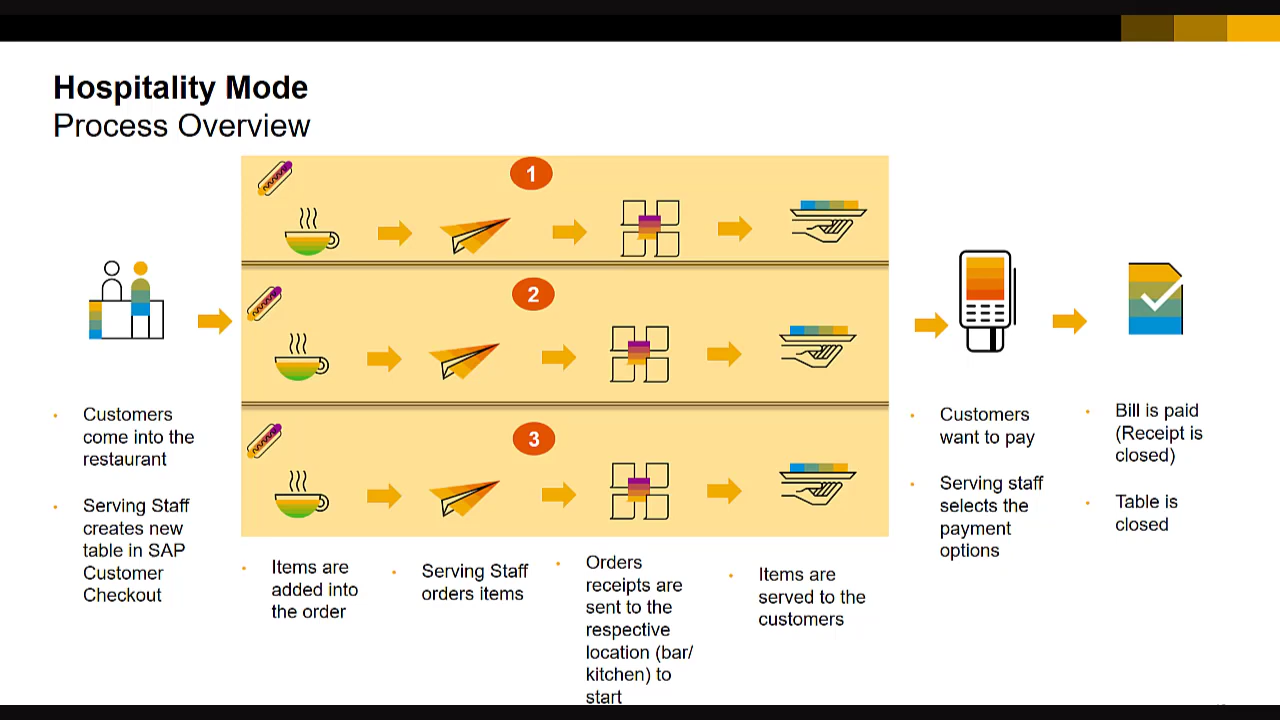 Hospitality Mode
Process Overview
1
2
3
Customers
come into the
restaurant
Serving Staff
creates new
table in SAP
Customer
Checkout
Items are
added into
the order
Serving Staff
orders items
Orders
receipts are
sent to the
respective
location (bar/
kitchen) to
start
Items are
served to the
customers
Customers
want to pay
Serving staff
selects the
payment
options
Bill is paid
(Receipt is
closed)
Table is
closed